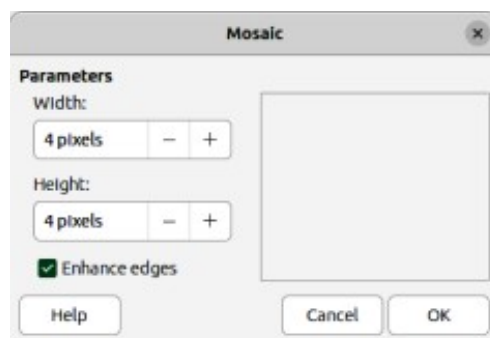 Mosaic
Parameters
Width:
4 pixels
Height:
4 pixels
Enhance edges
Help
Cancel
OK